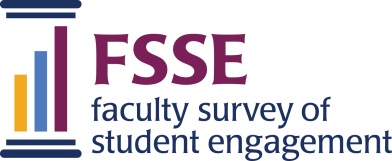 FSSE
faculty survey of
student engagement